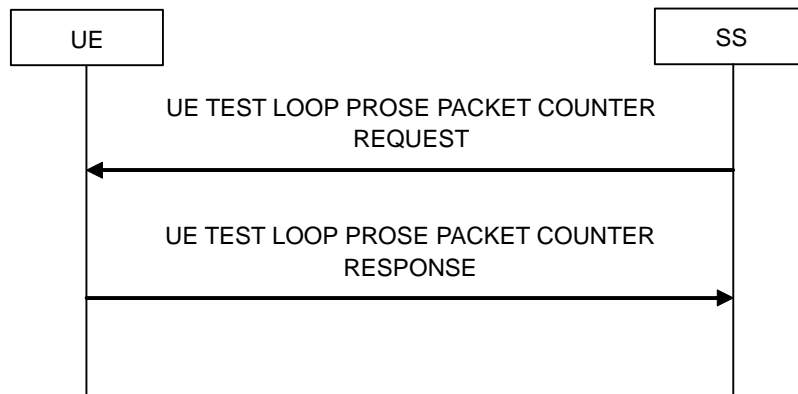 UE
SS
UE TEST LOOP PROSE PACKET COUNTER
REQUEST
UE TEST LOOP PROSE PACKET COUNTER
RESPONSE